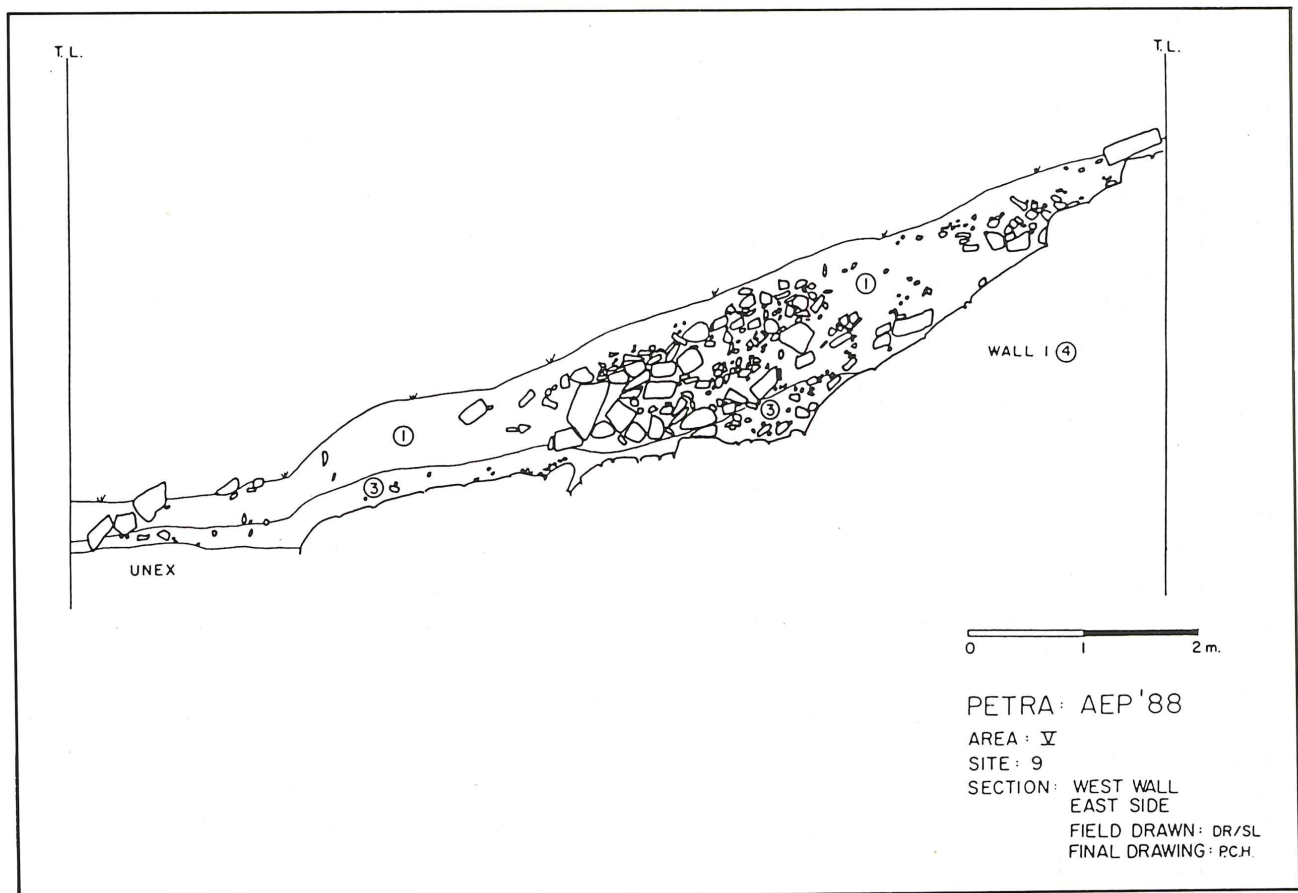 T. L.
T. L.
①
WALL I ④
③
①
③
UNEX
0 1 2 m.
PETRA: AEP '88
AREA: V
SITE: 9
SECTION: WEST WALL
EAST SIDE
FIELD DRAWN: DR/SL
FINAL DRAWING: P.C.H.